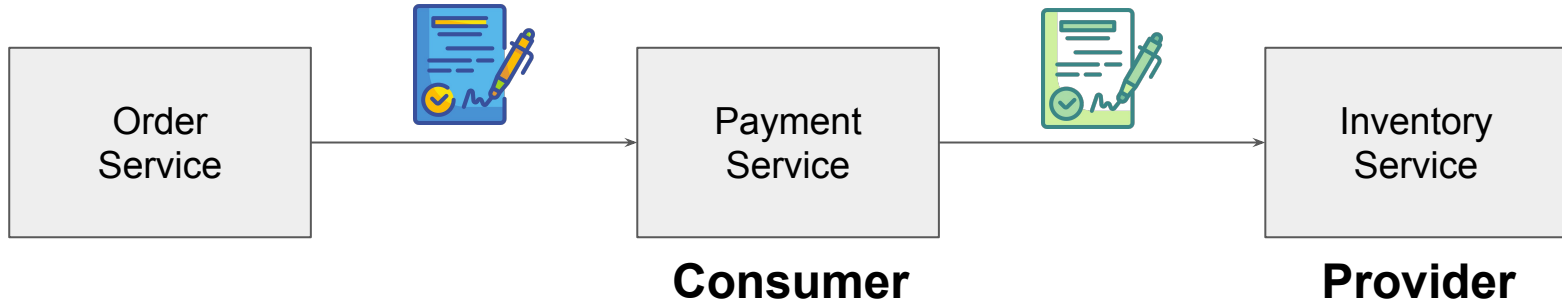 Order
Service
Payment
Service
Inventory
Service
Consumer
Provider